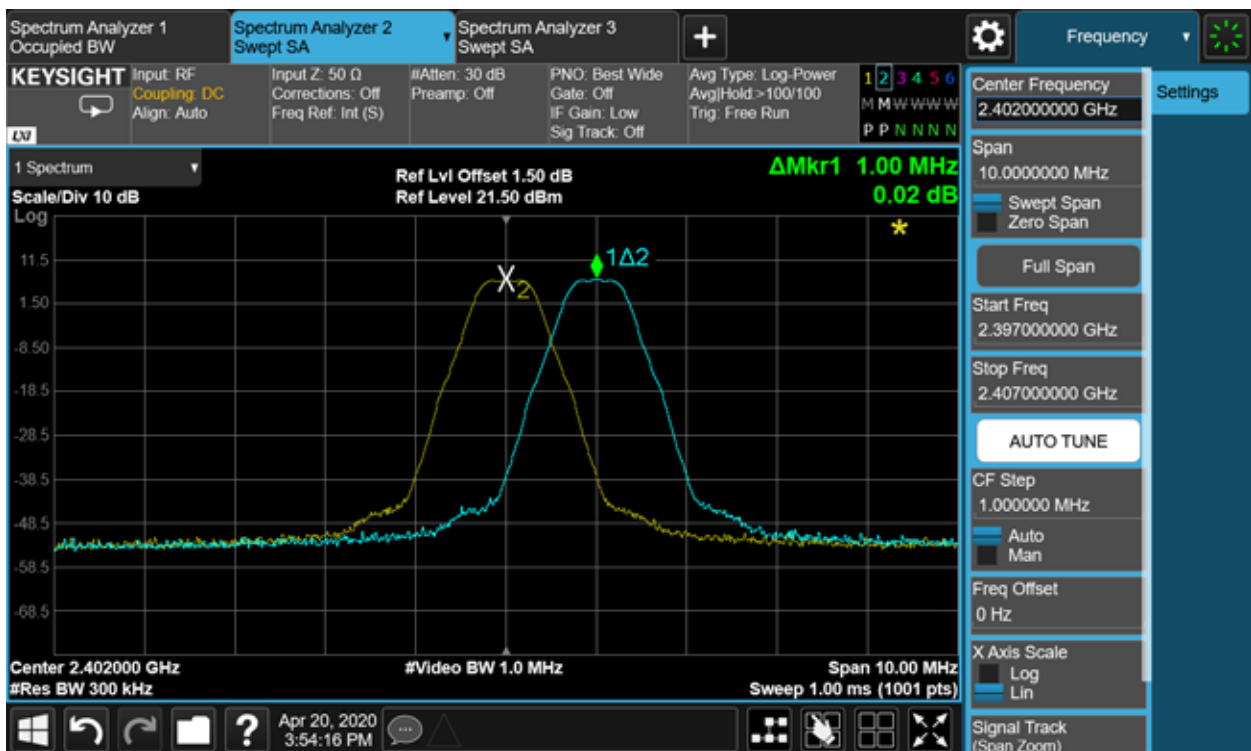 Spectrum Analyzer 1
Occupied BW
Spectrum Analyzer 2
Swept SA
Spectrum Analyzer 3
Swept SA
+
Frequency
KEYSIGHT
LXI
Input: RF
Coupling: DC
Align: Auto
Input Z: 50 Ω
Corrections: Off
Freq Ref: Int (S)
#Atten: 30 dB
Preamp: Off
PNO: Best Wide
Gate: Off
IF Gain: Low
Sig Track: Off
Avg Type: Log-Power
Avg|Hold:>100/100
Trig: Free Run
1 2 3 4 5 6
M M W W W W
P P N N N N
1 Spectrum
Scale/Div 10 dB
Ref Lvl Offset 1.50 dB
Ref Level 21.50 dBm
ΔMkr1 1.00 MHz
0.02 dB
Log
*
11.5
1.50
-8.50
-18.5
-28.5
-38.5
-48.5
-58.5
-68.5
X2
1Δ2
Center 2.402000 GHz
#Res BW 300 kHz
#Video BW 1.0 MHz
Span 10.00 MHz
Sweep 1.00 ms (1001 pts)
Center Frequency
2.402000000 GHz
Settings
Span
10.0000000 MHz
Swept Span
Zero Span
Full Span
Start Freq
2.397000000 GHz
Stop Freq
2.407000000 GHz
AUTO TUNE
CF Step
1.000000 MHz
Auto
Man
Freq Offset
0 Hz
X Axis Scale
Log
Lin
Signal Track
(Span Zoom)
?
Apr 20, 2020
3:54:16 PM